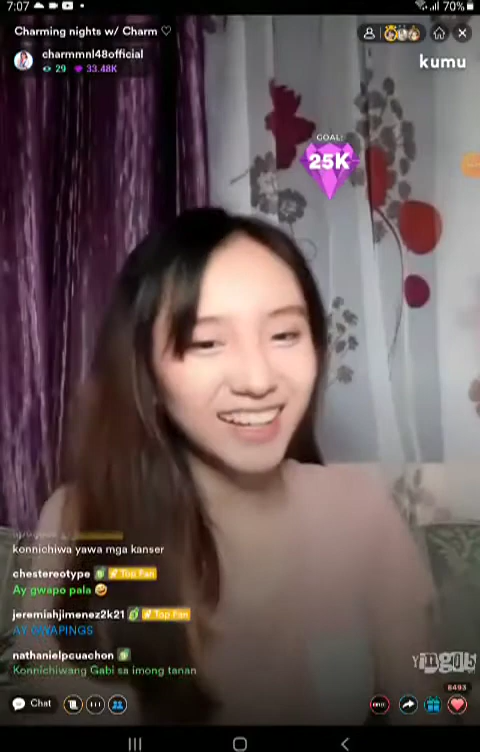 7:07
70%
Charming nights w/ Charm ♡
charmmnl48official
29 33.48K
kumu
GOAL:
25K
konnichiwa yawa mga kanser
chestereotype Top Fan
Ay gwapo pala 🤣
jeremiahjimenez2k21 Top Fan
AY GWAPINGS
nathanielpcuachon
Konnichiwang Gabi sa imong tanan
8493
Chat